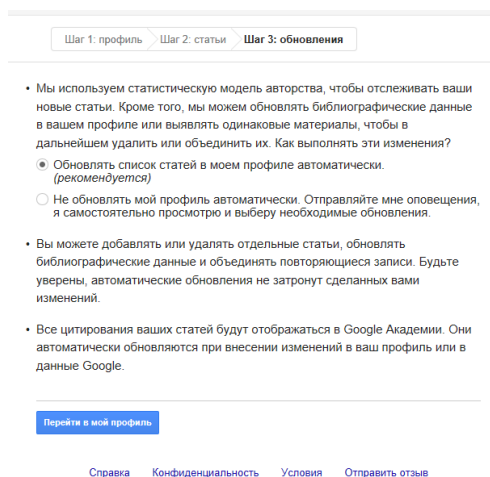 Шаг 1: профиль Шаг 2: статьи Шаг 3: обновления
• Мы используем статистическую модель авторства, чтобы отслеживать ваши
новые статьи. Кроме того, мы можем обновлять библиографические данные
в вашем профиле или выявлять одинаковые материалы, чтобы в
дальнейшем удалить или объединить их. Как выполнять эти изменения?
Обновлять список статей в моем профиле автоматически.
(рекомендуется)
Не обновлять мой профиль автоматически. Отправляйте мне оповещения,
я самостоятельно просмотрю и выберу необходимые обновления.
• Вы можете добавлять или удалять отдельные статьи, обновлять
библиографические данные и объединять повторяющиеся записи. Будьте
уверены, автоматические обновления не затронут сделанных вами
изменений.
• Все цитирования ваших статей будут отображаться в Google Академии. Они
автоматически обновляются при внесении изменений в ваш профиль или в
данные Google.
Перейти в мой профиль
Справка Конфиденциальность Условия Отправить отзыв